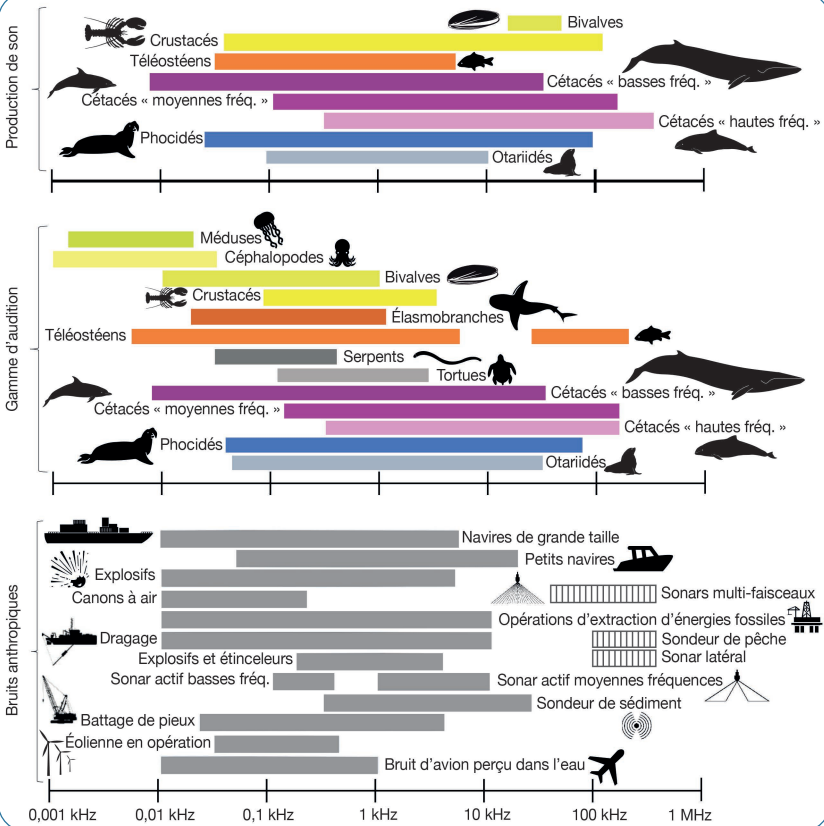 Production de son
Bivalves
Crustacés
Téléostéens
Cétacés « basses fréq. »
Cétacés « moyennes fréq. »
Cétacés « hautes fréq. »
Phocidés
Otariidés
Gamme d’audition
Méduses
Céphalopodes
Bivalves
Crustacés
Élasmobranches
Téléostéens
Serpents
Tortues
Cétacés « basses fréq. »
Cétacés « moyennes fréq. »
Cétacés « hautes fréq. »
Phocidés
Otariidés
Bruits anthropiques
Navires de grande taille
Petits navires
Explosifs
Canons à air
Sonars multi-faisceaux
Opérations d’extraction d’énergies fossiles
Dragage
Sondeur de pêche
Explosifs et étinceleurs
Sonar latéral
Sonar actif basses fréq.
Sonar actif moyennes fréquences
Sondeur de sédiment
Battage de pieux
Éolienne en opération
Bruit d’avion perçu dans l’eau
0,001 kHz
0,01 kHz
0,1 kHz
1 kHz
10 kHz
100 kHz
1 MHz